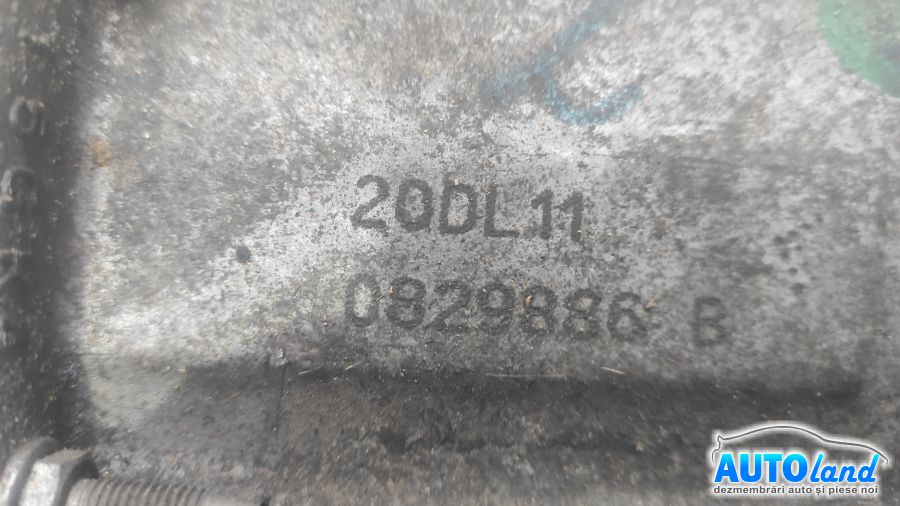 20DL11
0829886 B
AUTOland
dezmembrări auto și piese noi